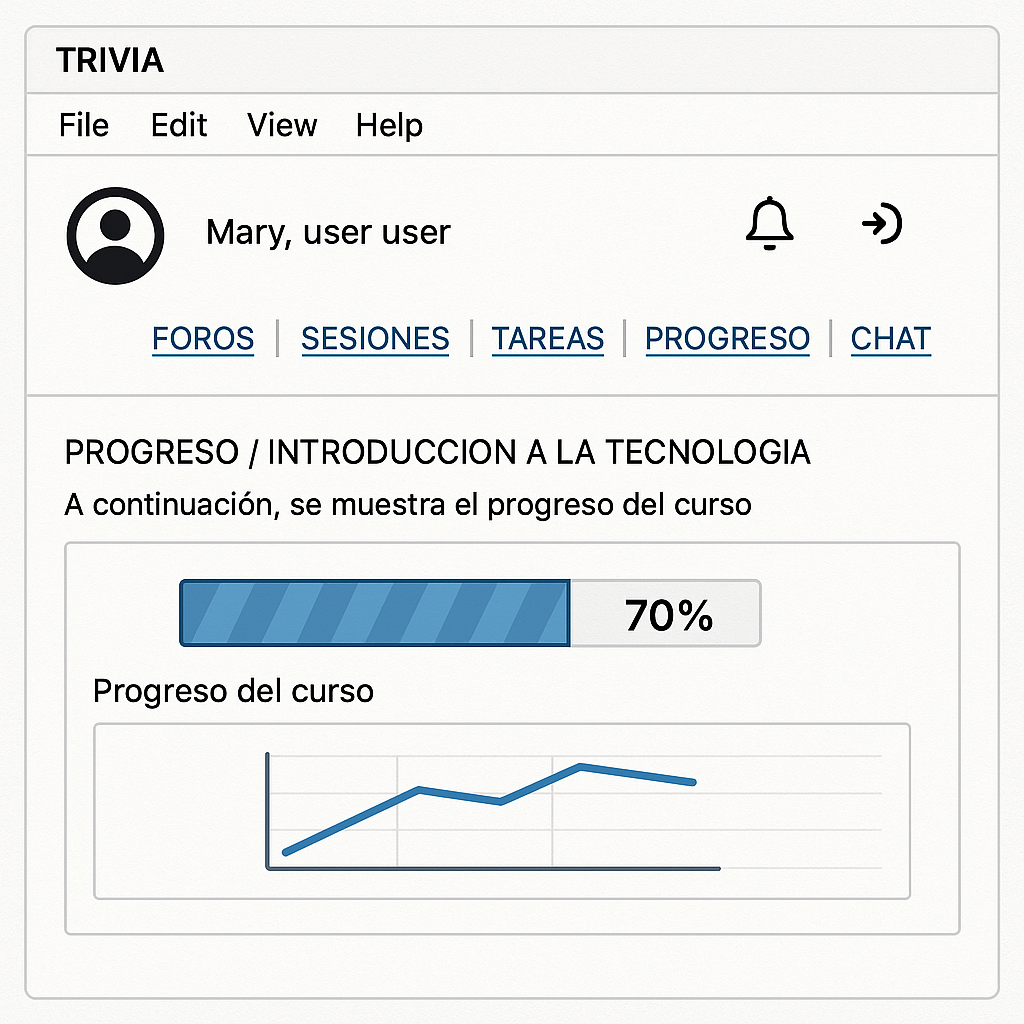 TRIVIA
File Edit View Help
Mary, user user
FOROS | SESIONES | TAREAS | PROGRESO | CHAT
PROGRESO / INTRODUCCION A LA TECNOLOGIA
A continuación, se muestra el progreso del curso
70%
Progreso del curso